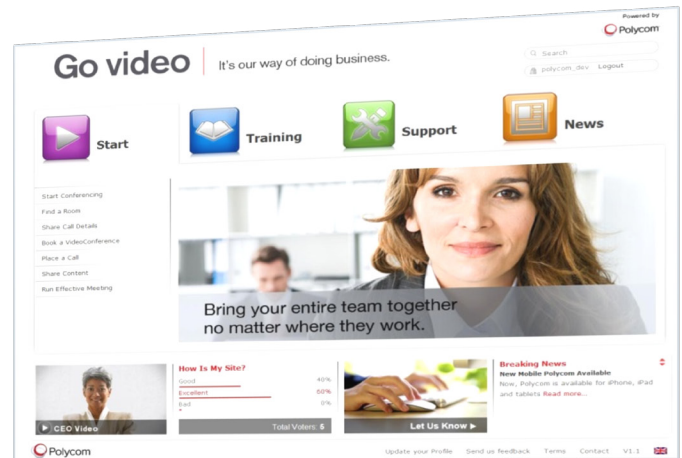 Powered by
Polycom
Go video
It's our way of doing business.
Search
polycom_dev Logout
Start
Training
Support
News
Start Conferencing
Find a Room
Share Call Details
Book a VideoConference
Place a Call
Share Content
Run Effective Meeting
Bring your entire team together
no matter where they work.
CEO Video
How Is My Site?
Good 40%
Excellent 60%
Bad 0%
Total Voters: 5
Let Us Know
Breaking News
New Mobile Polycom Available
Now, Polycom is available for iPhone, iPad
and tablets Read more...
Polycom
Update your Profile Send us feedback Terms Contact V1.1